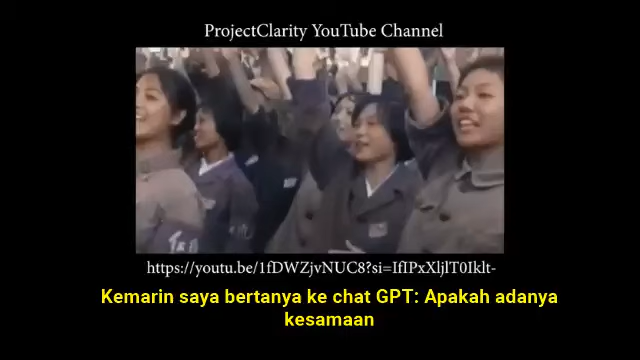 ProjectClarity YouTube Channel
https://youtu.be/1fDWZjvNUC8?si=IfIPxXljlT0Iklt-
Kemarin saya bertanya ke chat GPT: Apakah adanya
kesamaan